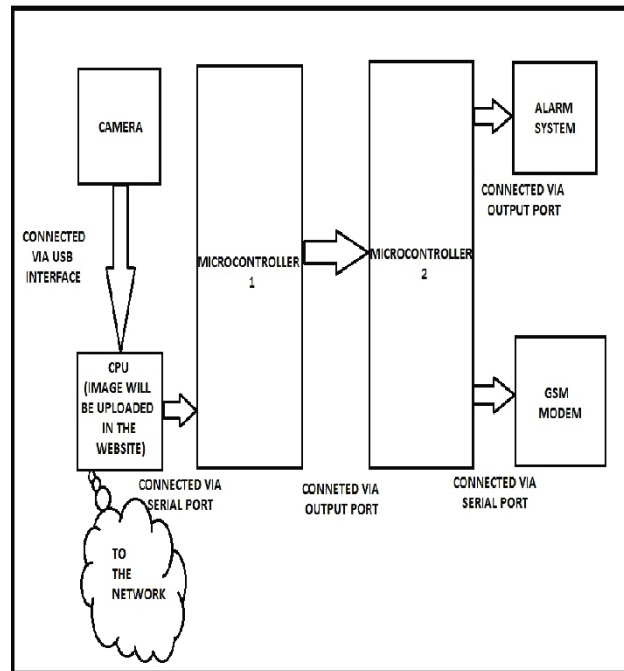 CAMERA
ALARM
SYSTEM
CONNECTED VIA
OUTPUT PORT
CONNECTED
VIA USB
INTERFACE
MICROCONTROLLER
1
MICROCONTROLLER
2
CPU
(IMAGE WILL
BE UPLOADED
IN THE
WEBSITE)
GSM
MODEM
CONNECTED VIA
SERIAL PORT
CONNETED VIA
OUTPUT PORT
CONNECTED VIA
SERIAL PORT
TO
THE
NETWORK